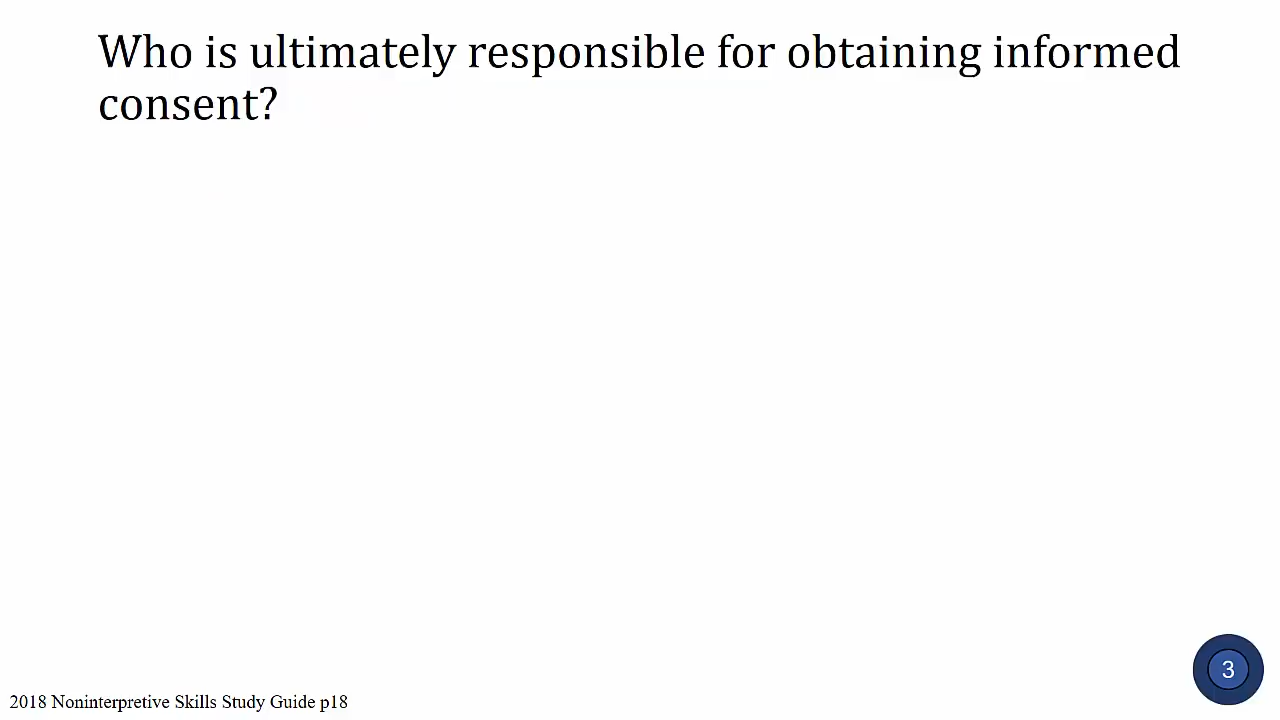 Who is ultimately responsible for obtaining informed
consent?
3
2018 Noninterpretive Skills Study Guide p18